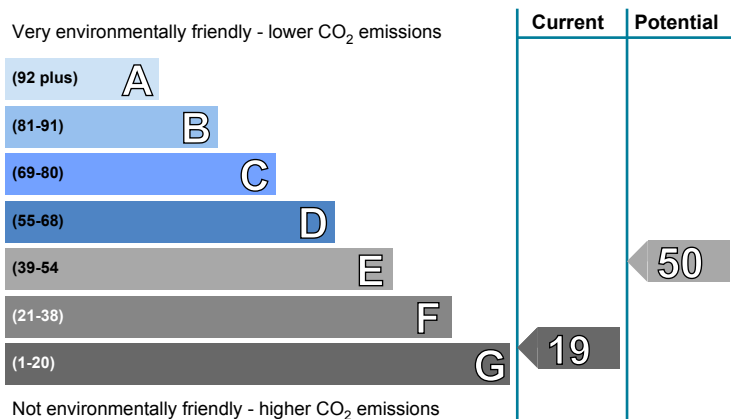 Very environmentally friendly - lower CO₂ emissions
Current Potential
(92 plus) A
(81-91) B
(69-80) C
(55-68) D
(39-54 E
50
(21-38) F
(1-20) G
19
Not environmentally friendly - higher CO₂ emissions